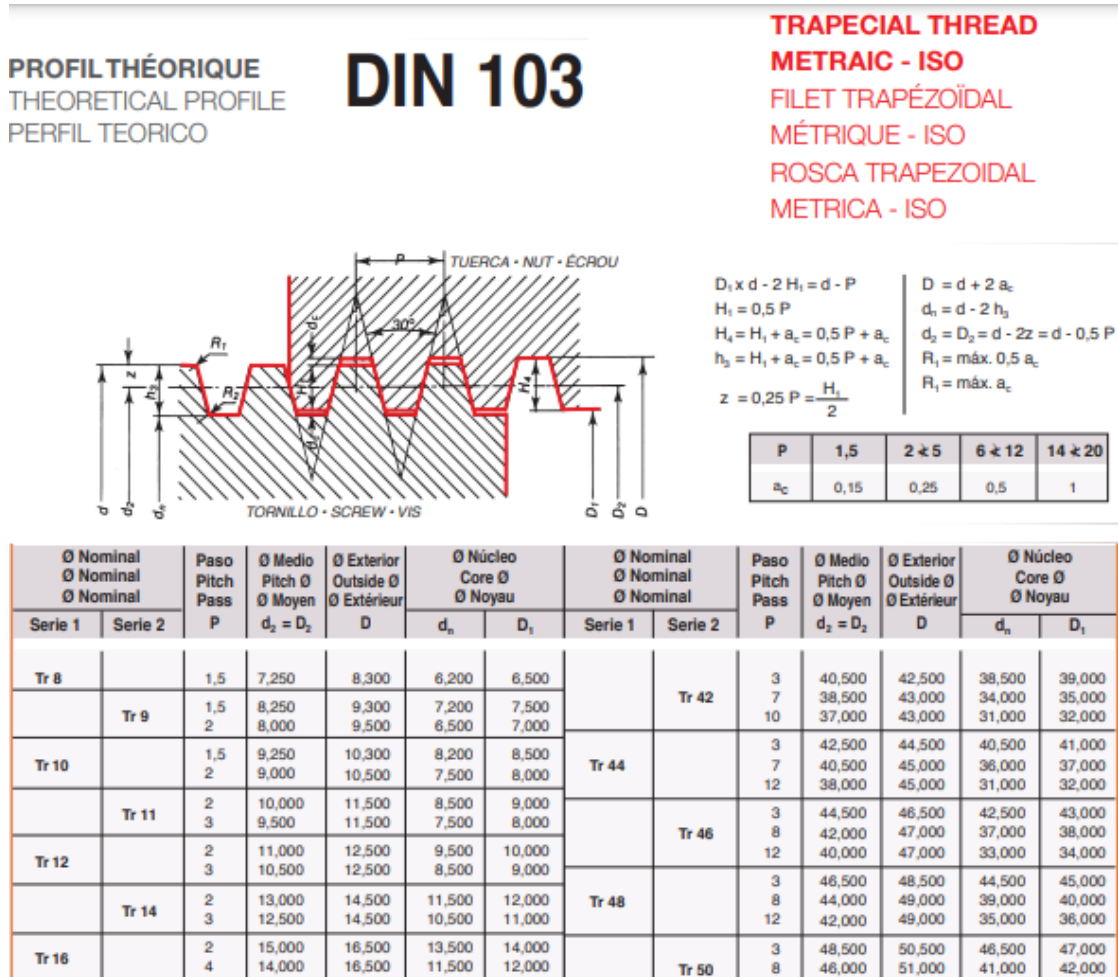 PROFIL THÉORIQUE
THEORETICAL PROFILE
PERFIL TEORICO
DIN 103
TRAPECIAL THREAD
METRAIC - ISO
FILET TRAPÉZOÏDAL
MÉTRIQUE - ISO
ROSCA TRAPEZOIDAL
METRICA - ISO
P
TUERCA • NUT • ÉCROU
30°
R₁
R₂
z
h₃
H₄
d
d₂
dₙ
D₁
D₂
D
TORNILLO • SCREW • VIS
D₁ x d - 2 H₁ = d - P
H₁ = 0,5 P
H₄ = H₁ + a꜀ = 0,5 P + a꜀
h₃ = H₁ + a꜀ = 0,5 P + a꜀
z = 0,25 P = H₁/2
D = d + 2 a꜀
dₙ = d - 2 h₃
d₂ = D₂ = d - 2z = d - 0,5 P
R₁ = máx. 0,5 a꜀
R₁ = máx. a꜀
P 1,5 2 ≷ 5 6 ≷ 12 14 ≷ 20
a꜀ 0,15 0,25 0,5 1
Ø Nominal Paso Ø Medio Ø Exterior Ø Núcleo Ø Nominal Paso Ø Medio Ø Exterior Ø Núcleo
Ø Nominal Pitch Pitch Ø Outside Ø Core Ø Ø Nominal Pitch Pitch Ø Outside Ø Core Ø
Ø Nominal Pass Ø Moyen Ø Extérieur Ø Noyau Ø Nominal Pass Ø Moyen Ø Extérieur Ø Noyau
Serie 1 Serie 2 P d₂ = D₂ D dₙ D₁ Serie 1 Serie 2 P d₂ = D₂ D dₙ D₁
Tr 8 1,5 7,250 8,300 6,200 6,500
Tr 9
1,5 8,250 9,300 7,200 7,500
2 8,000 9,500 6,500 7,000
Tr 10
1,5 9,250 10,300 8,200 8,500
2 9,000 10,500 7,500 8,000
Tr 11
2 10,000 11,500 8,500 9,000
3 9,500 11,500 7,500 8,000
Tr 12
2 11,000 12,500 9,500 10,000
3 10,500 12,500 8,500 9,000
Tr 14
2 13,000 14,500 11,500 12,000
3 12,500 14,500 10,500 11,000
Tr 16
2 15,000 16,500 13,500 14,000
4 14,000 16,500 11,500 12,000
Tr 42
3 40,500 42,500 38,500 39,000
7 38,500 43,000 34,000 35,000
10 37,000 43,000 31,000 32,000
Tr 44
3 42,500 44,500 40,500 41,000
7 40,500 45,000 36,000 37,000
12 38,000 45,000 31,000 32,000
Tr 46
3 44,500 46,500 42,500 43,000
8 42,000 47,000 37,000 38,000
12 40,000 47,000 33,000 34,000
Tr 48
3 46,500 48,500 44,500 45,000
8 44,000 49,000 39,000 40,000
12 42,000 49,000 35,000 36,000
Tr 50
3 48,500 50,500 46,500 47,000
8 46,000 51,000 41,000 42,000